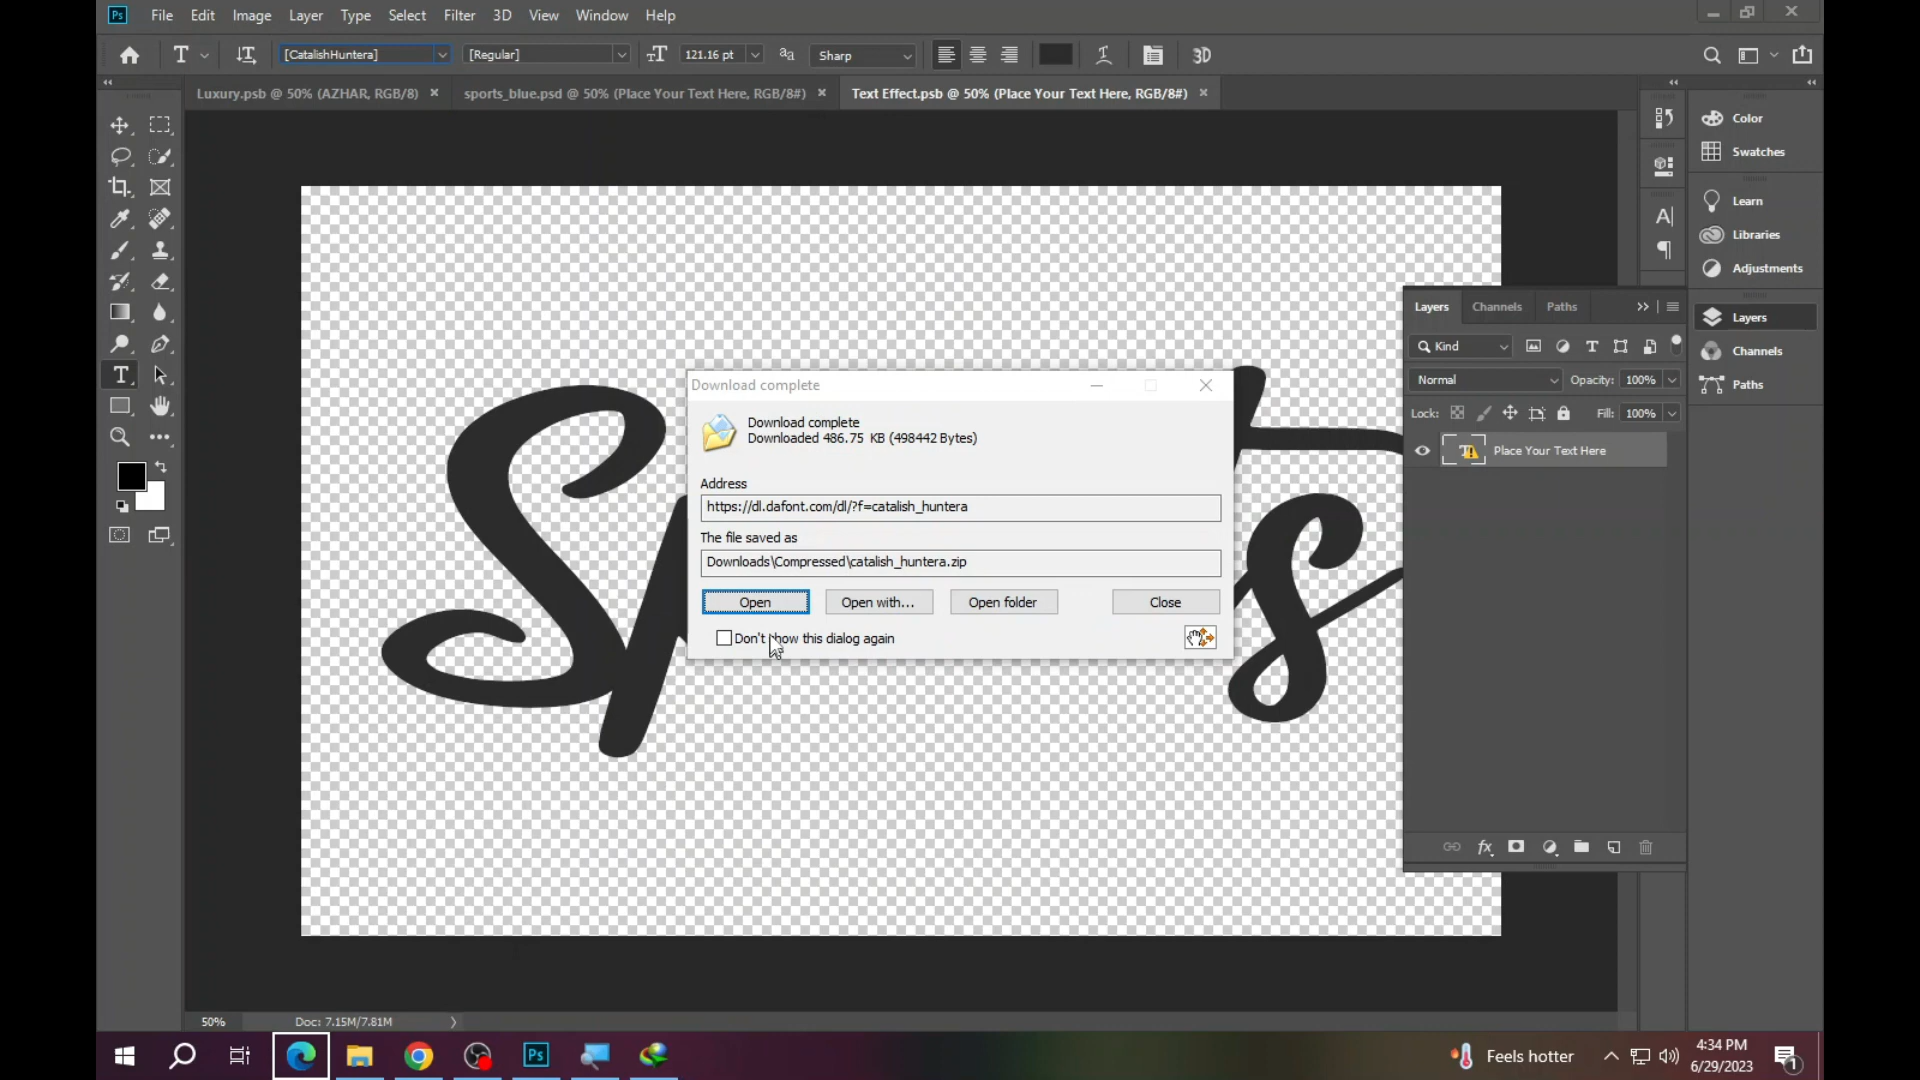 Ps File Edit Image Layer Type Select Filter 3D View Window Help
[CatalishHuntera] [Regular] 121.16 pt Sharp 3D
Luxury.psb @ 50% (AZHAR, RGB/8) × sports_blue.psd @ 50% (Place Your Text Here, RGB/8#) × Text Effect.psb @ 50% (Place Your Text Here, RGB/8#) ×
Color
Swatches
Learn
Libraries
Adjustments
Layers
Channels
Paths
Layers Channels Paths
Kind
Normal Opacity: 100%
Lock: Fill: 100%
Place Your Text Here
Download complete
Download complete
Downloaded 486.75 KB (498442 Bytes)
Address
https://dl.dafont.com/dl/?f=catalish_huntera
The file saved as
Downloads\Compressed\catalish_huntera.zip
Open Open with... Open folder Close
Don't show this dialog again
50% Doc: 7.15M/7.81M
Ps
Feels hotter
4:34 PM
6/29/2023
1